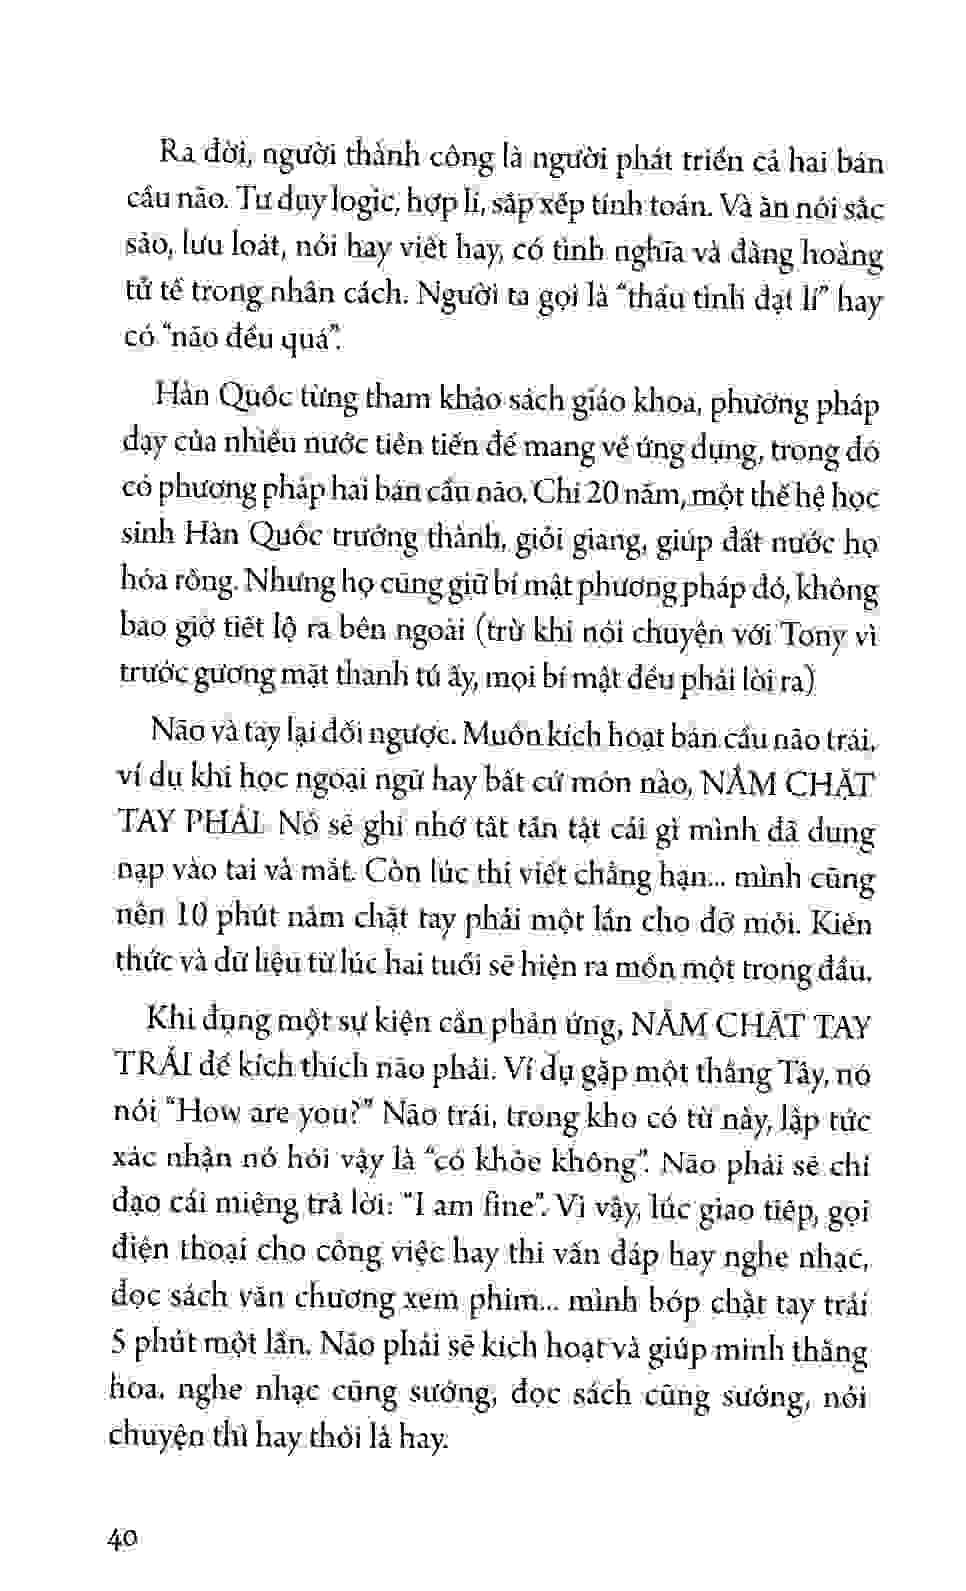 Ra đời, người thành công là người phát triển cả hai bán
cầu não. Tư duy logic, hợp lí, sắp xếp tính toán. Và ăn nói sắc
sảo, lưu loát, nói hay viết hay, có tình nghĩa và đàng hoàng
tử tế trong nhân cách. Người ta gọi là “thấu tình đạt lí” hay
có “não đều quá”.
Hàn Quốc từng tham khảo sách giáo khoa, phương pháp
dạy của nhiều nước tiên tiến để mang về ứng dụng, trong đó
có phương pháp hai bán cầu não. Chỉ 20 năm, một thế hệ học
sinh Hàn Quốc trưởng thành, giỏi giang, giúp đất nước họ
hóa rồng. Nhưng họ cũng giữ bí mật phương pháp đó, không
bao giờ tiết lộ ra bên ngoài (trừ khi nói chuyện với Tony vì
trước gương mặt thanh tú ấy, mọi bí mật đều phải lòi ra)
Não và tay lại đối ngược. Muốn kích hoạt bán cầu não trái,
ví dụ khi học ngoại ngữ hay bất cứ môn nào, NẮM CHẶT
TAY PHẢI. Nó sẽ ghi nhớ tất tần tật cái gì mình đã dung
nạp vào tai và mắt. Còn lúc thi viết chẳng hạn... mình cũng
nên 10 phút nắm chặt tay phải một lần cho đỡ mỏi. Kiến
thức và dữ liệu từ lúc hai tuổi sẽ hiện ra mồn một trong đầu.
Khi đụng một sự kiện cần phản ứng, NẮM CHẶT TAY
TRÁI để kích thích não phải. Ví dụ gặp một thằng Tây, nó
nói “How are you?” Não trái, trong kho có từ này, lập tức
xác nhận nó hỏi vậy là “có khỏe không”. Não phải sẽ chỉ
đạo cái miệng trả lời: “I am fine”. Vì vậy, lúc giao tiếp, gọi
điện thoại cho công việc hay thi vấn đáp hay nghe nhạc,
đọc sách văn chương xem phim... mình bóp chặt tay trái
5 phút một lần. Não phải sẽ kích hoạt và giúp mình thăng
hoa, nghe nhạc cũng sướng, đọc sách cũng sướng, nói
chuyện thì hay thôi là hay.
40